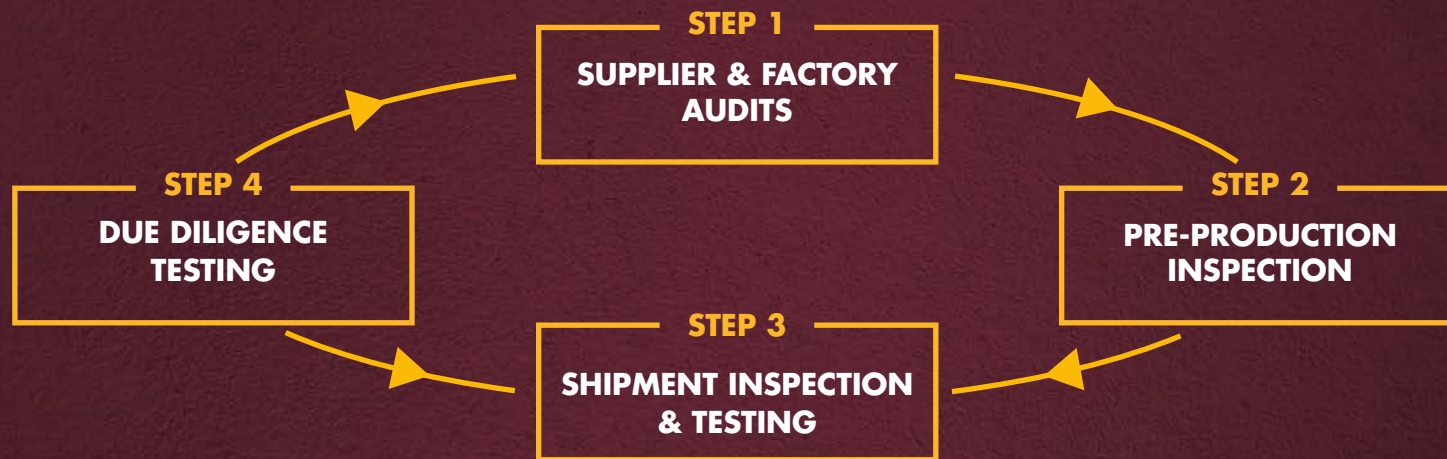 STEP 1
SUPPLIER & FACTORY
AUDITS
STEP 2
PRE-PRODUCTION
INSPECTION
STEP 3
SHIPMENT INSPECTION
& TESTING
STEP 4
DUE DILIGENCE
TESTING